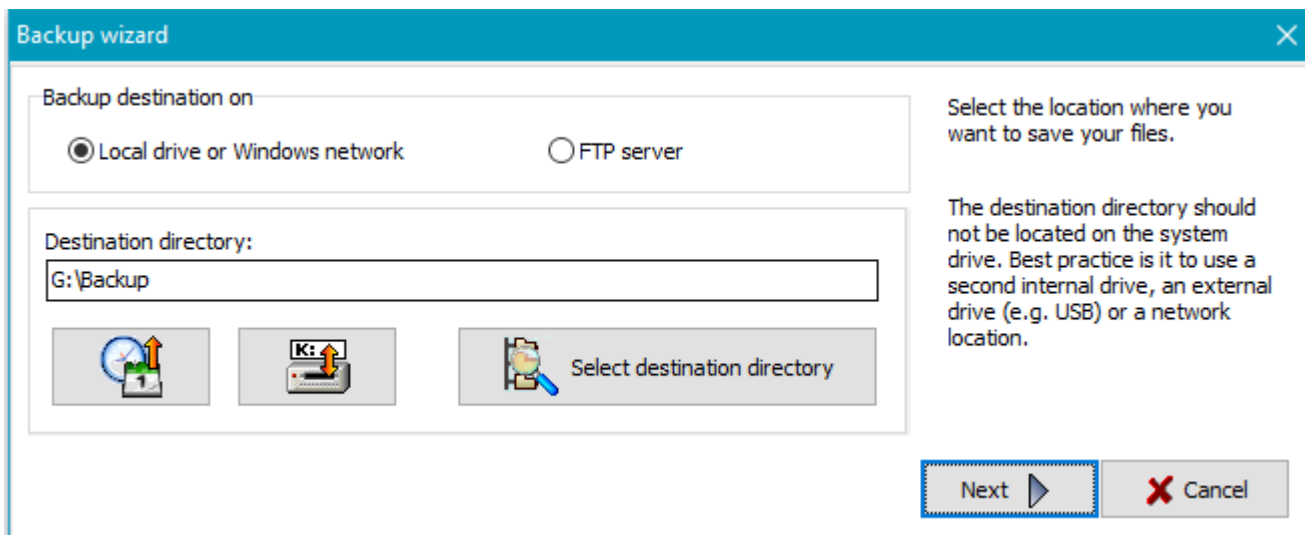 Backup wizard
Backup destination on
Local drive or Windows network
FTP server
Select the location where you
want to save your files.
The destination directory should
not be located on the system
drive. Best practice is it to use a
second internal drive, an external
drive (e.g. USB) or a network
location.
Destination directory:
G:\Backup
1
K:
Select destination directory
Next
Cancel